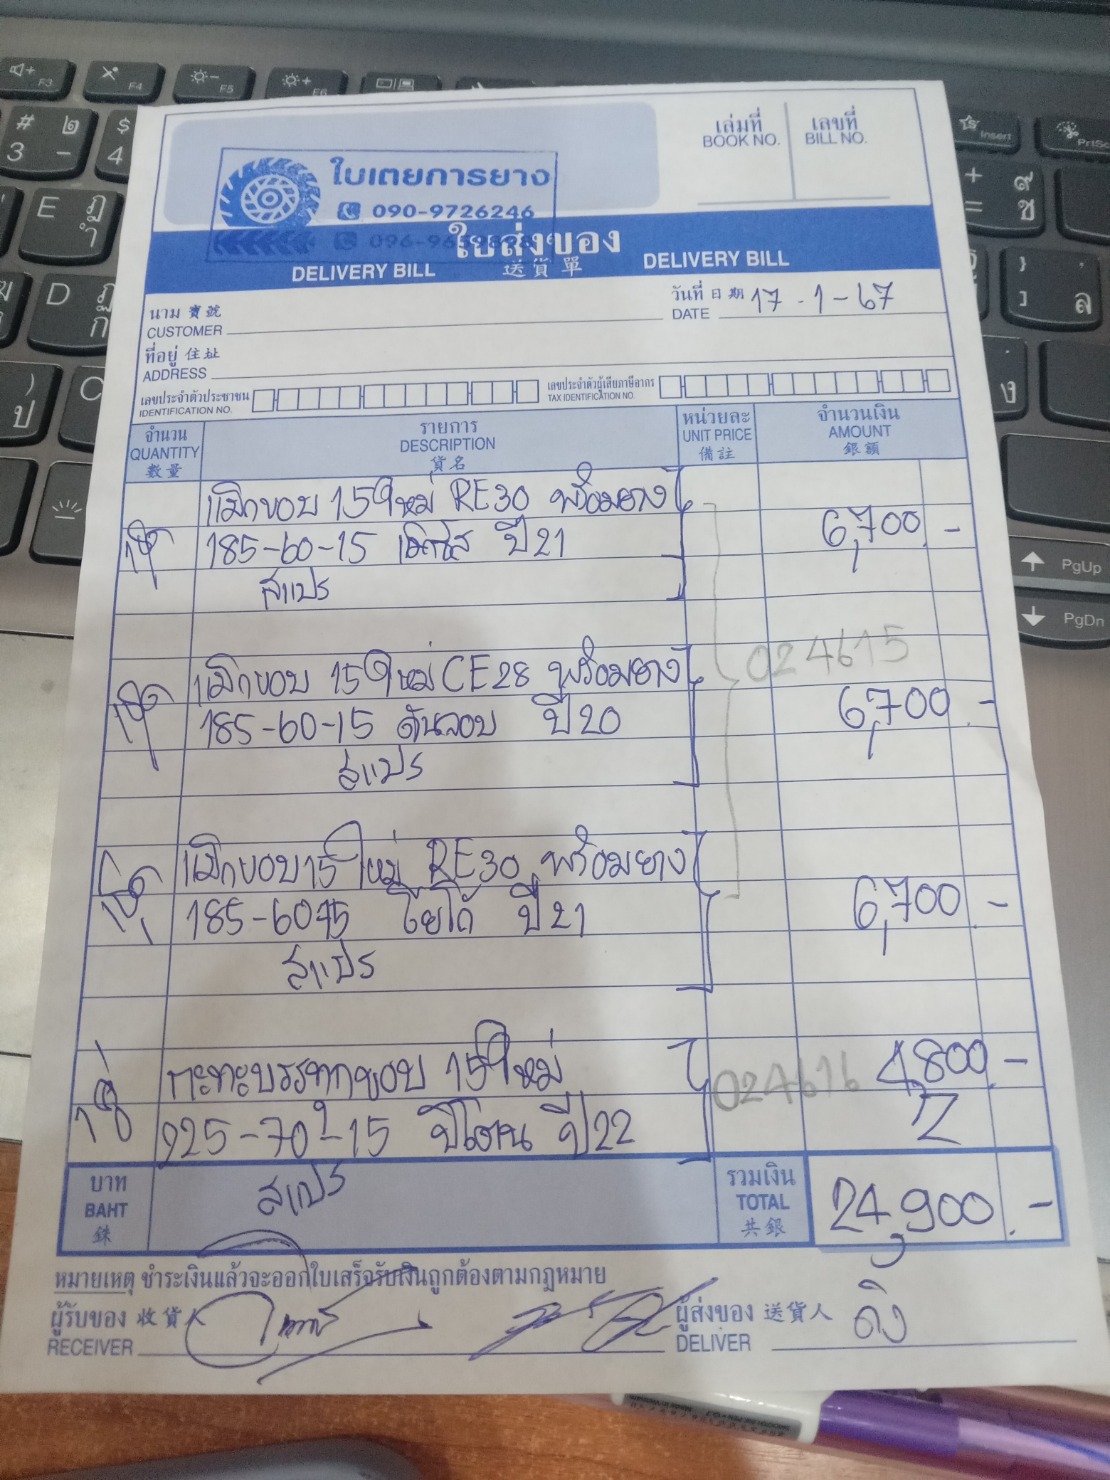 เล่มที่ เลขที่
BOOK NO. BILL NO.
ใบเตยการยาง
090-9726246
ใบส่งของ
DELIVERY BILL 送貨單 DELIVERY BILL
นาม 寶號 วันที่ 日期 17-1-67
CUSTOMER DATE
ที่อยู่ 住址
ADDRESS
เลขประจำตัวประชาชน เลขประจำตัวผู้เสียภาษีอากร
IDENTIFICATION NO. TAX IDENTIFICATION NO.
จำนวน รายการ หน่วยละ จำนวนเงิน
QUANTITY DESCRIPTION UNIT PRICE AMOUNT
數量 貨名 備註 銀額
แม็กขอบ 15 ใหม่ RE30 พร้อมยาง
1ชุด 185-60-15 ปี 21 6,700.-
สแปร
แม็กขอบ 15 ใหม่ CE28 พร้อมยาง 024615
1ชุด 185-60-15 ดันลอบ ปี 20 6,700.-
สแปร
แม็กขอบ 15 ใหม่ RE30 พร้อมยาง
1ชุด 185-60-15 โยโก้ ปี 21 6,700.-
สแปร
กะทะบรรทุกขอบ 15 ใหม่ 024616 4,800.-
225-70-15 ปี 22
สแปร
บาท รวมเงิน
BAHT TOTAL 24,900.-
銖 共銀
หมายเหตุ ชำระเงินแล้วจะออกใบเสร็จรับเงินถูกต้องตามกฎหมาย
ผู้รับของ 收貨人 ผู้ส่งของ 送貨人
RECEIVER DELIVER